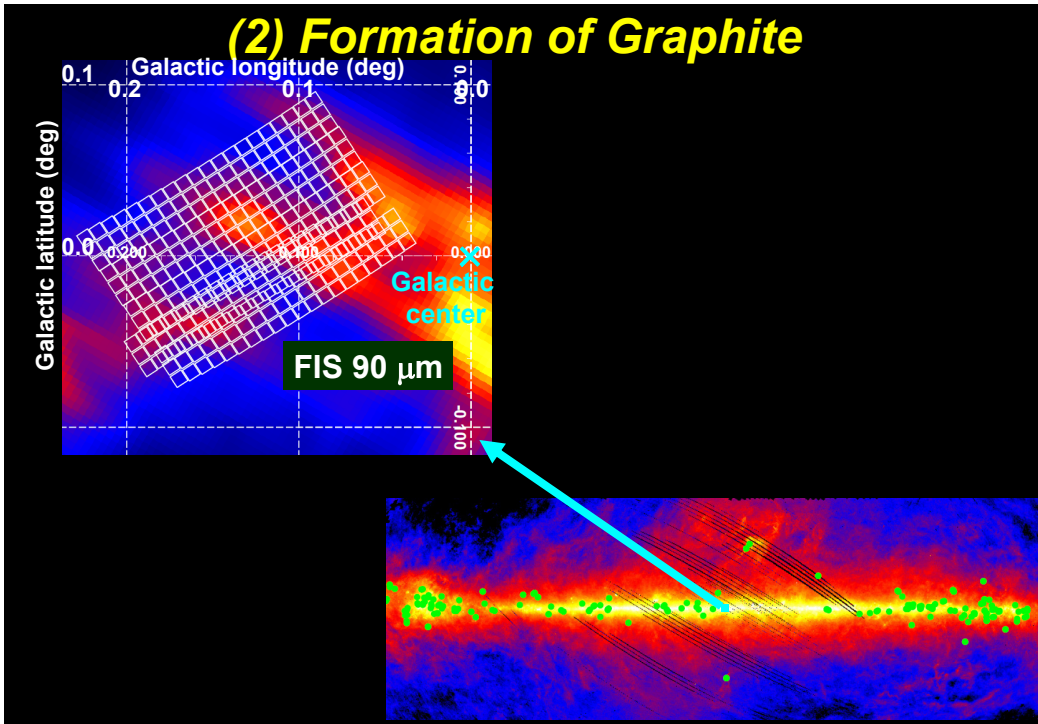 (2) Formation of Graphite
Galactic longitude (deg)
0.1
0.2
0.1
0.0
Galactic latitude (deg)
0.0
0.200
0.100
0.000
Galactic
center
FIS 90 μm
-0.100